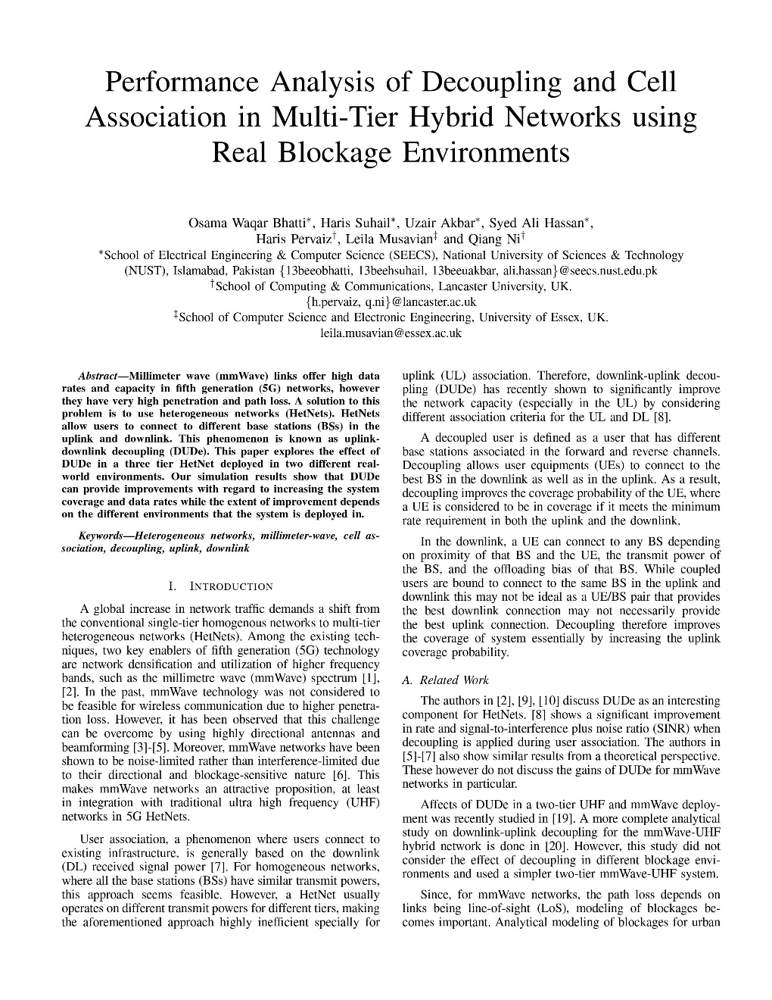 Performance Analysis of Decoupling and Cell
Association in Multi-Tier Hybrid Networks using
Real Blockage Environments
Osama Waqar Bhatti*, Haris Suhail*, Uzair Akbar*, Syed Ali Hassan*,
Haris Pervaiz†, Leila Musavian‡ and Qiang Ni†
*School of Electrical Engineering & Computer Science (SEECS), National University of Sciences & Technology
(NUST), Islamabad, Pakistan {13beeobhatti, 13beehsuhail, 13beeuakbar, ali.hassan}@seecs.nust.edu.pk
†School of Computing & Communications, Lancaster University, UK.
{h.pervaiz, q.ni}@lancaster.ac.uk
‡School of Computer Science and Electronic Engineering, University of Essex, UK.
leila.musavian@essex.ac.uk
Abstract—Millimeter wave (mmWave) links offer high data
rates and capacity in fifth generation (5G) networks, however
they have very high penetration and path loss. A solution to this
problem is to use heterogeneous networks (HetNets). HetNets
allow users to connect to different base stations (BSs) in the
uplink and downlink. This phenomenon is known as uplink-
downlink decoupling (DUDe). This paper explores the effect of
DUDe in a three tier HetNet deployed in two different real-
world environments. Our simulation results show that DUDe
can provide improvements with regard to increasing the system
coverage and data rates while the extent of improvement depends
on the different environments that the system is deployed in.
Keywords—Heterogeneous networks, millimeter-wave, cell as-
sociation, decoupling, uplink, downlink
I. INTRODUCTION
A global increase in network traffic demands a shift from
the conventional single-tier homogenous networks to multi-tier
heterogeneous networks (HetNets). Among the existing tech-
niques, two key enablers of fifth generation (5G) technology
are network densification and utilization of higher frequency
bands, such as the millimetre wave (mmWave) spectrum [1],
[2]. In the past, mmWave technology was not considered to
be feasible for wireless communication due to higher penetra-
tion loss. However, it has been observed that this challenge
can be overcome by using highly directional antennas and
beamforming [3]-[5]. Moreover, mmWave networks have been
shown to be noise-limited rather than interference-limited due
to their directional and blockage-sensitive nature [6]. This
makes mmWave networks an attractive proposition, at least
in integration with traditional ultra high frequency (UHF)
networks in 5G HetNets.
User association, a phenomenon where users connect to
existing infrastructure, is generally based on the downlink
(DL) received signal power [7]. For homogeneous networks,
where all the base stations (BSs) have similar transmit powers,
this approach seems feasible. However, a HetNet usually
operates on different transmit powers for different tiers, making
the aforementioned approach highly inefficient specially for
uplink (UL) association. Therefore, downlink-uplink decou-
pling (DUDe) has recently shown to significantly improve
the network capacity (especially in the UL) by considering
different association criteria for the UL and DL [8].
A decoupled user is defined as a user that has different
base stations associated in the forward and reverse channels.
Decoupling allows user equipments (UEs) to connect to the
best BS in the downlink as well as in the uplink. As a result,
decoupling improves the coverage probability of the UE, where
a UE is considered to be in coverage if it meets the minimum
rate requirement in both the uplink and the downlink.
In the downlink, a UE can connect to any BS depending
on proximity of that BS and the UE, the transmit power of
the BS, and the offloading bias of that BS. While coupled
users are bound to connect to the same BS in the uplink and
downlink this may not be ideal as a UE/BS pair that provides
the best downlink connection may not necessarily provide
the best uplink connection. Decoupling therefore improves
the coverage of system essentially by increasing the uplink
coverage probability.
A. Related Work
The authors in [2], [9], [10] discuss DUDe as an interesting
component for HetNets. [8] shows a significant improvement
in rate and signal-to-interference plus noise ratio (SINR) when
decoupling is applied during user association. The authors in
[5]-[7] also show similar results from a theoretical perspective.
These however do not discuss the gains of DUDe for mmWave
networks in particular.
Affects of DUDe in a two-tier UHF and mmWave deploy-
ment was recently studied in [19]. A more complete analytical
study on downlink-uplink decoupling for the mmWave-UHF
hybrid network is done in [20]. However, this study did not
consider the effect of decoupling in different blockage envi-
ronments and used a simpler two-tier mmWave-UHF system.
Since, for mmWave networks, the path loss depends on
links being line-of-sight (LoS), modeling of blockages be-
comes important. Analytical modeling of blockages for urban